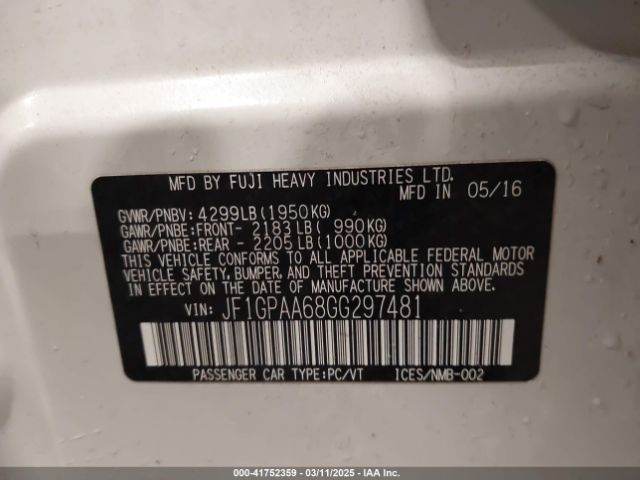 MFD BY FUJI HEAVY INDUSTRIES LTD.
MFD IN 05/16
GVWR/PNBV: 4299LB(1950KG)
GAWR/PNBE:FRONT- 2183LB( 990KG)
GAWR/PNBE:REAR - 2205LB(1000KG)
THIS VEHICLE CONFORMS TO ALL APPLICABLE FEDERAL MOTOR
VEHICLE SAFETY, BUMPER, AND THEFT PREVENTION STANDARDS
IN EFFECT ON THE DATE OF MANUFACTURE SHOWN ABOVE.
VIN: JF1GPAA68GG297481
PASSENGER CAR TYPE:PC/VT ICES/NMB-002
000-41752359 - 03/11/2025 - IAA Inc.